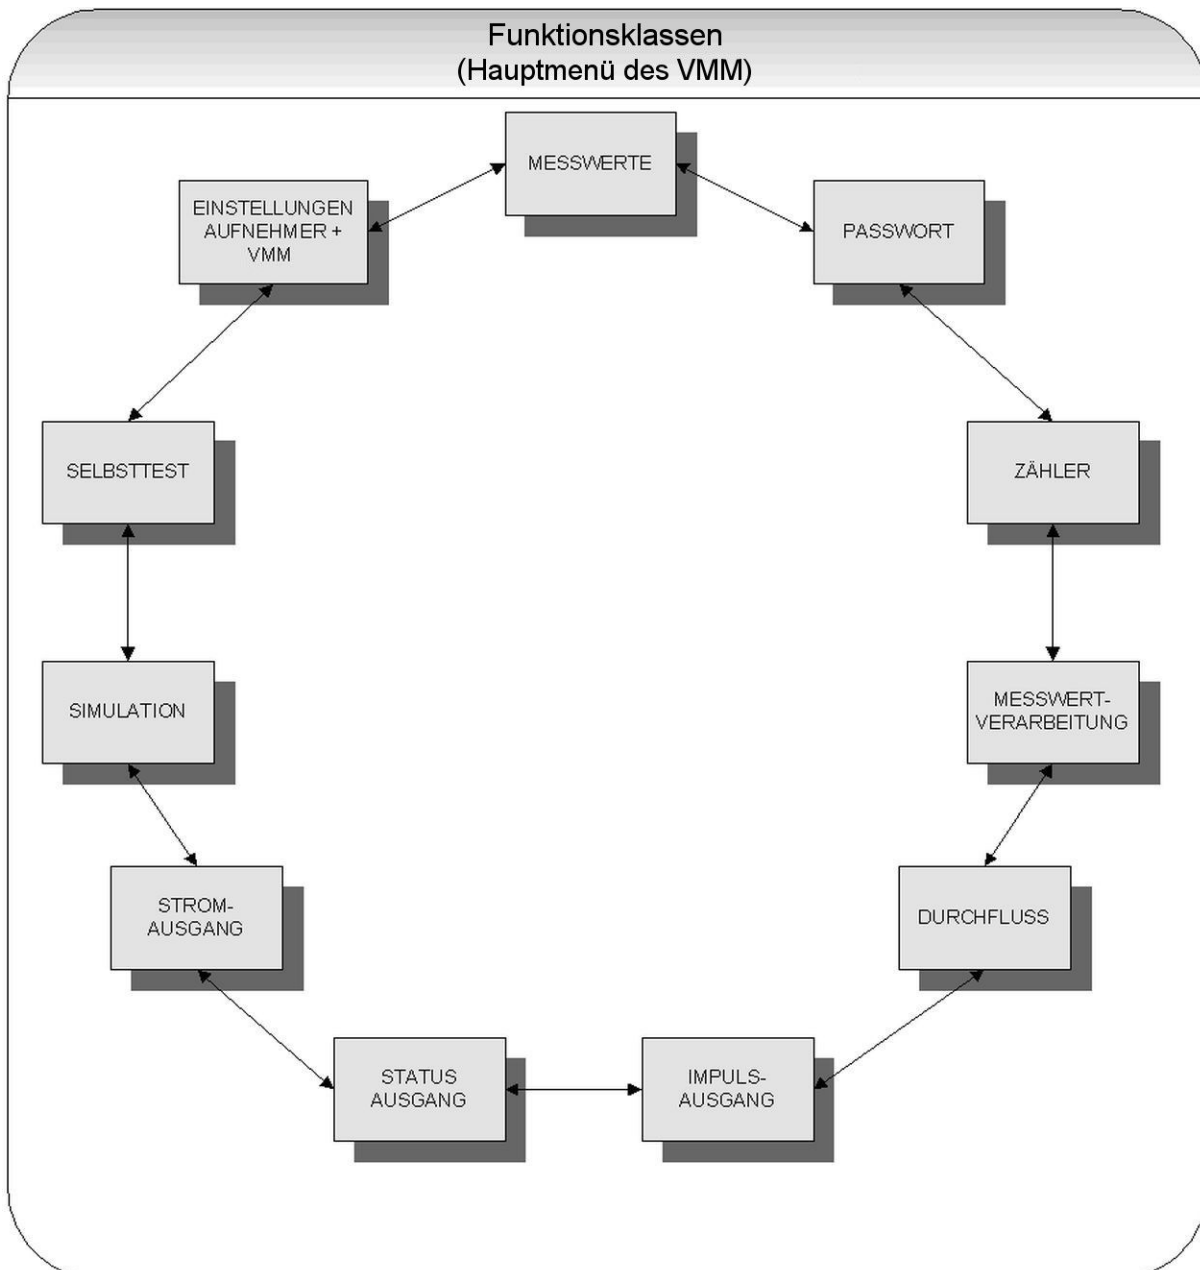 Funktionsklassen
(Hauptmenü des VMM)
MESSWERTE
EINSTELLUNGEN
AUFNEHMER +
VMM
PASSWORT
SELBSTTEST
ZÄHLER
SIMULATION
MESSWERT-
VERARBEITUNG
STROM-
AUSGANG
DURCHFLUSS
STATUS
AUSGANG
IMPULS-
AUSGANG